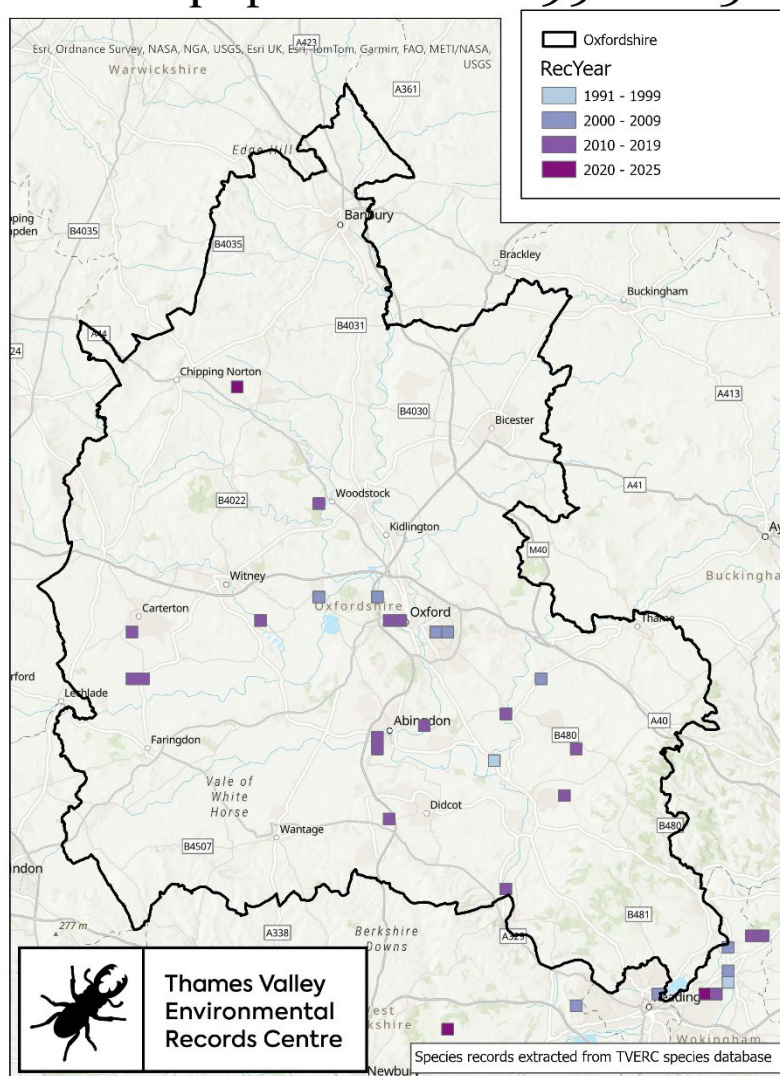 Esri, Ordnance Survey, NASA, NGA, USGS, Esri UK, Esri, TomTom, Garmin, FAO, METI/NASA,
USGS
Oxfordshire
RecYear
1991 - 1999
2000 - 2009
2010 - 2019
2020 - 2025
A423
Warwickshire
A361
Edge Hill
Banbury
B4035
B4035
Brackley
Buckingham
B4031
A44
24
Chipping Norton
A413
B4030
Bicester
A41
B4022
Woodstock
Kidlington
M40
Witney
Oxfordshire
Carterton
Oxford
Thame
Lechlade
A40
Abingdon
B480
Faringdon
Vale of
White
Horse
Didcot
B480
Wantage
B4507
277 m
A338
Berkshire
Downs
B481
A329
Wokingham
Newbury
Thames Valley
Environmental
Records Centre
Species records extracted from TVERC species database